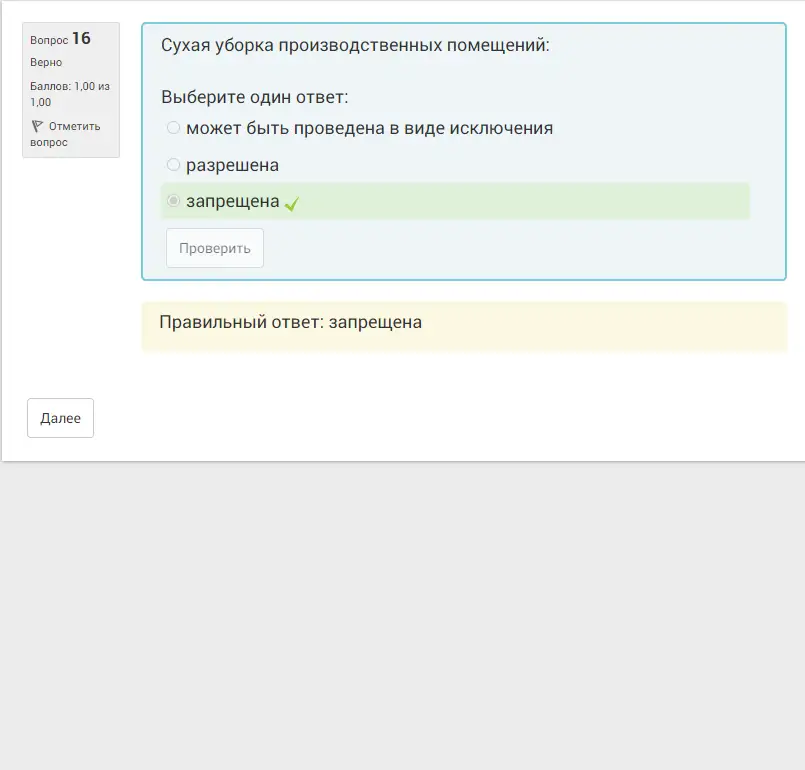 Вопрос 16
Верно
Баллов: 1,00 из
1,00
Отметить
вопрос
Сухая уборка производственных помещений:
Выберите один ответ:
может быть проведена в виде исключения
разрешена
запрещена
Проверить
Правильный ответ: запрещена
Далее